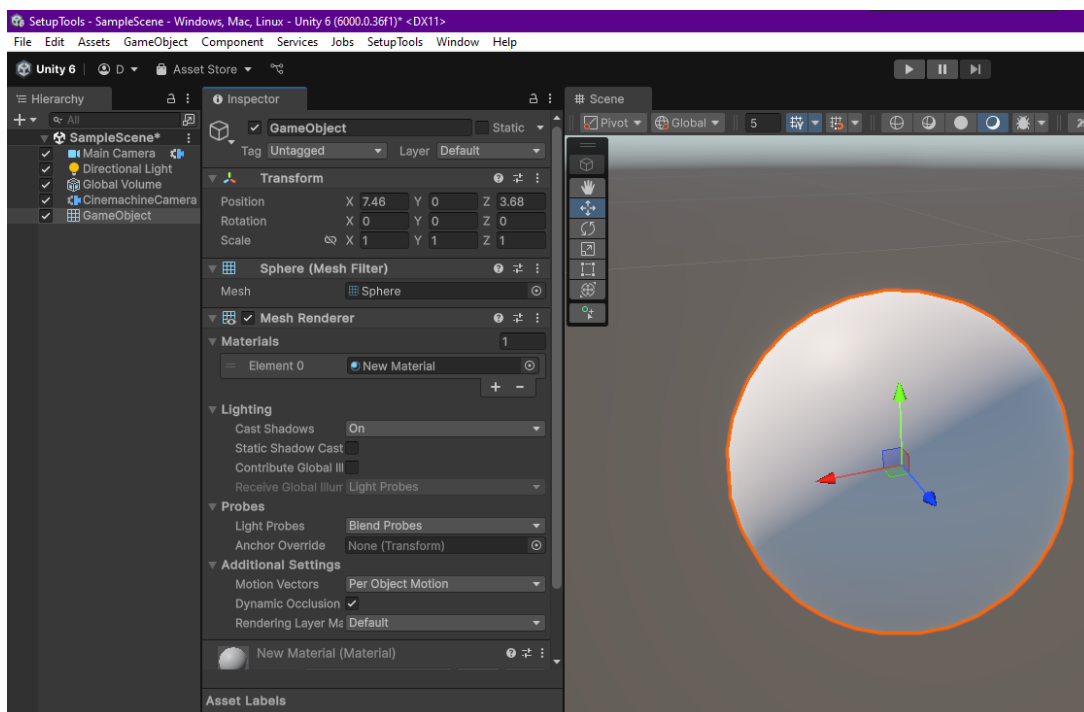 SetupTools - SampleScene - Windows, Mac, Linux - Unity 6 (6000.0.36f1)* <DX11>
File Edit Assets GameObject Component Services Jobs SetupTools Window Help
Unity 6 D Asset Store
Hierarchy
All
SampleScene*
Main Camera
Directional Light
Global Volume
CinemachineCamera
GameObject
Inspector
GameObject Static
Tag Untagged Layer Default
Transform
Position X 7.46 Y 0 Z 3.68
Rotation X 0 Y 0 Z 0
Scale X 1 Y 1 Z 1
Sphere (Mesh Filter)
Mesh Sphere
Mesh Renderer
Materials 1
Element 0 New Material
Lighting
Cast Shadows On
Static Shadow Cast
Contribute Global Ill
Receive Global Illum Light Probes
Probes
Light Probes Blend Probes
Anchor Override None (Transform)
Additional Settings
Motion Vectors Per Object Motion
Dynamic Occlusion
Rendering Layer Ma Default
New Material (Material)
Asset Labels
Scene
Pivot Global 5